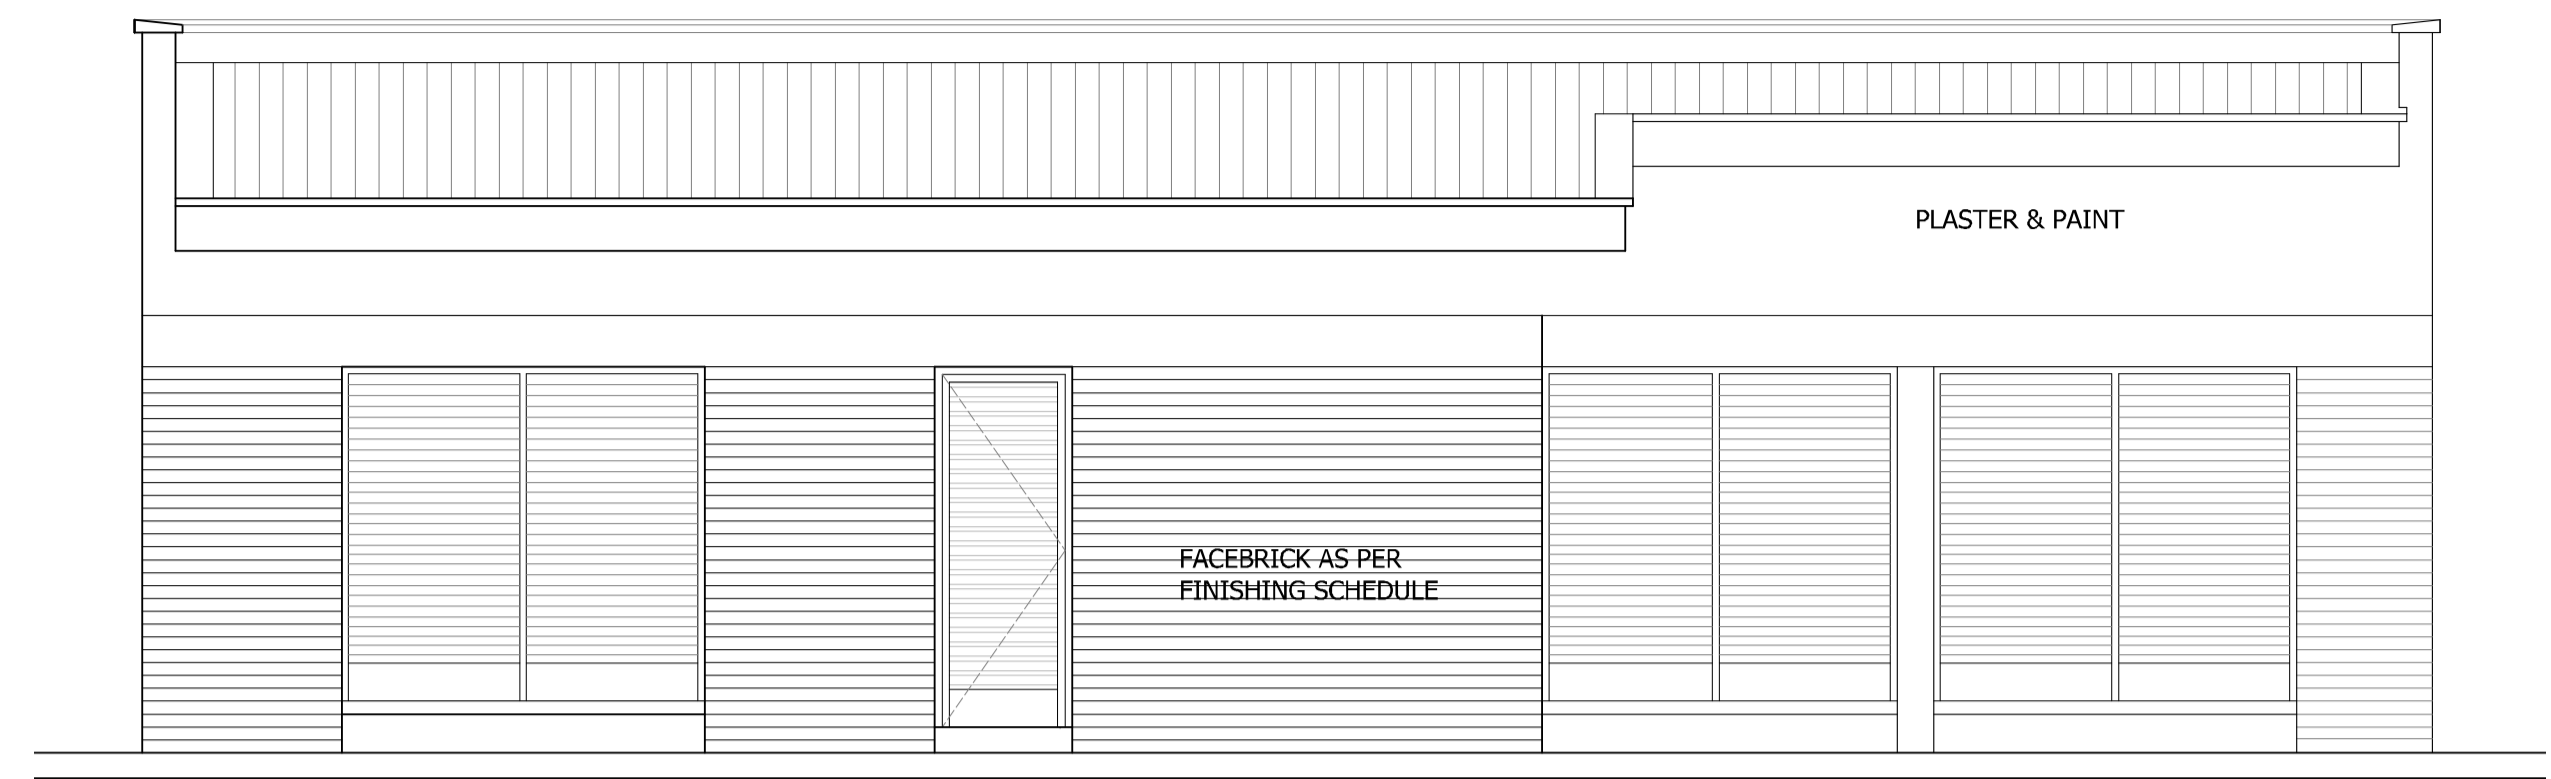 PLASTER & PAINT
FACEBRICK AS PER
FINISHING SCHEDULE